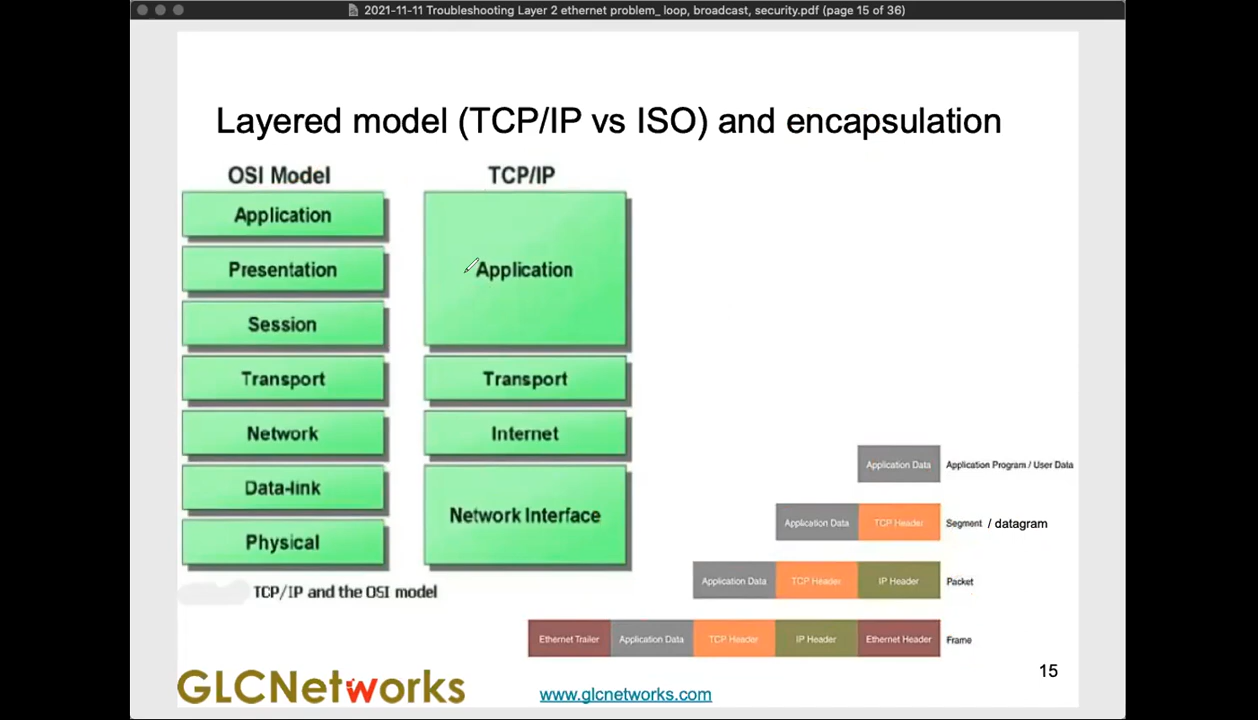 2021-11-11 Troubleshooting Layer 2 ethernet problem_ loop, broadcast, security.pdf (page 15 of 36)
Layered model (TCP/IP vs ISO) and encapsulation
OSI Model
Application
Presentation
Session
Transport
Network
Data-link
Physical
TCP/IP
Application
Transport
Internet
Network Interface
TCP/IP and the OSI model
Application Data Application Program / User Data
Application Data TCP Header Segment / datagram
Application Data TCP Header IP Header Packet
Ethernet Trailer Application Data TCP Header IP Header Ethernet Header Frame
15
GLCNetworks
www.glcnetworks.com